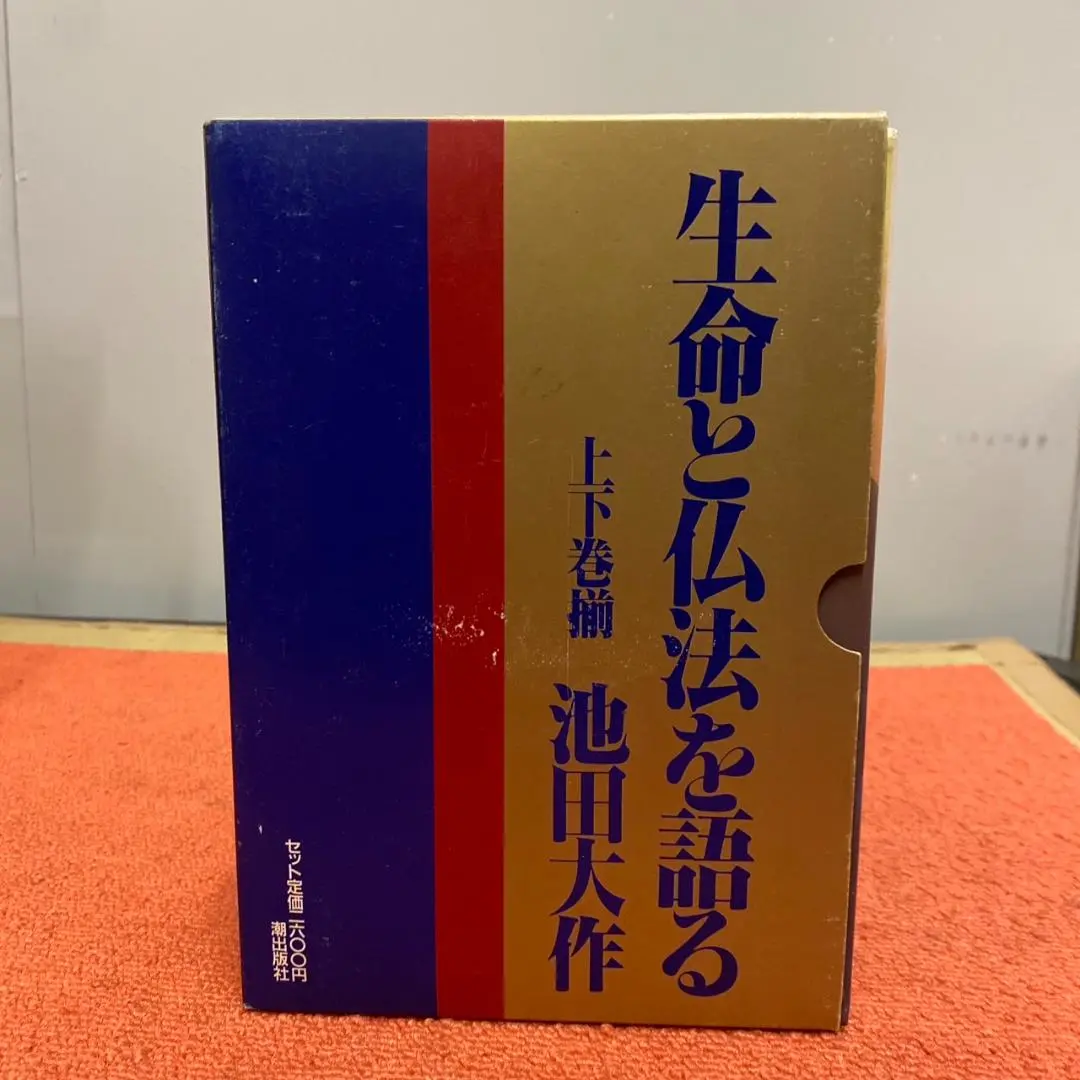 生命と仏法を語る
上下巻揃
池田大作
セット定価二六〇〇円
潮出版社